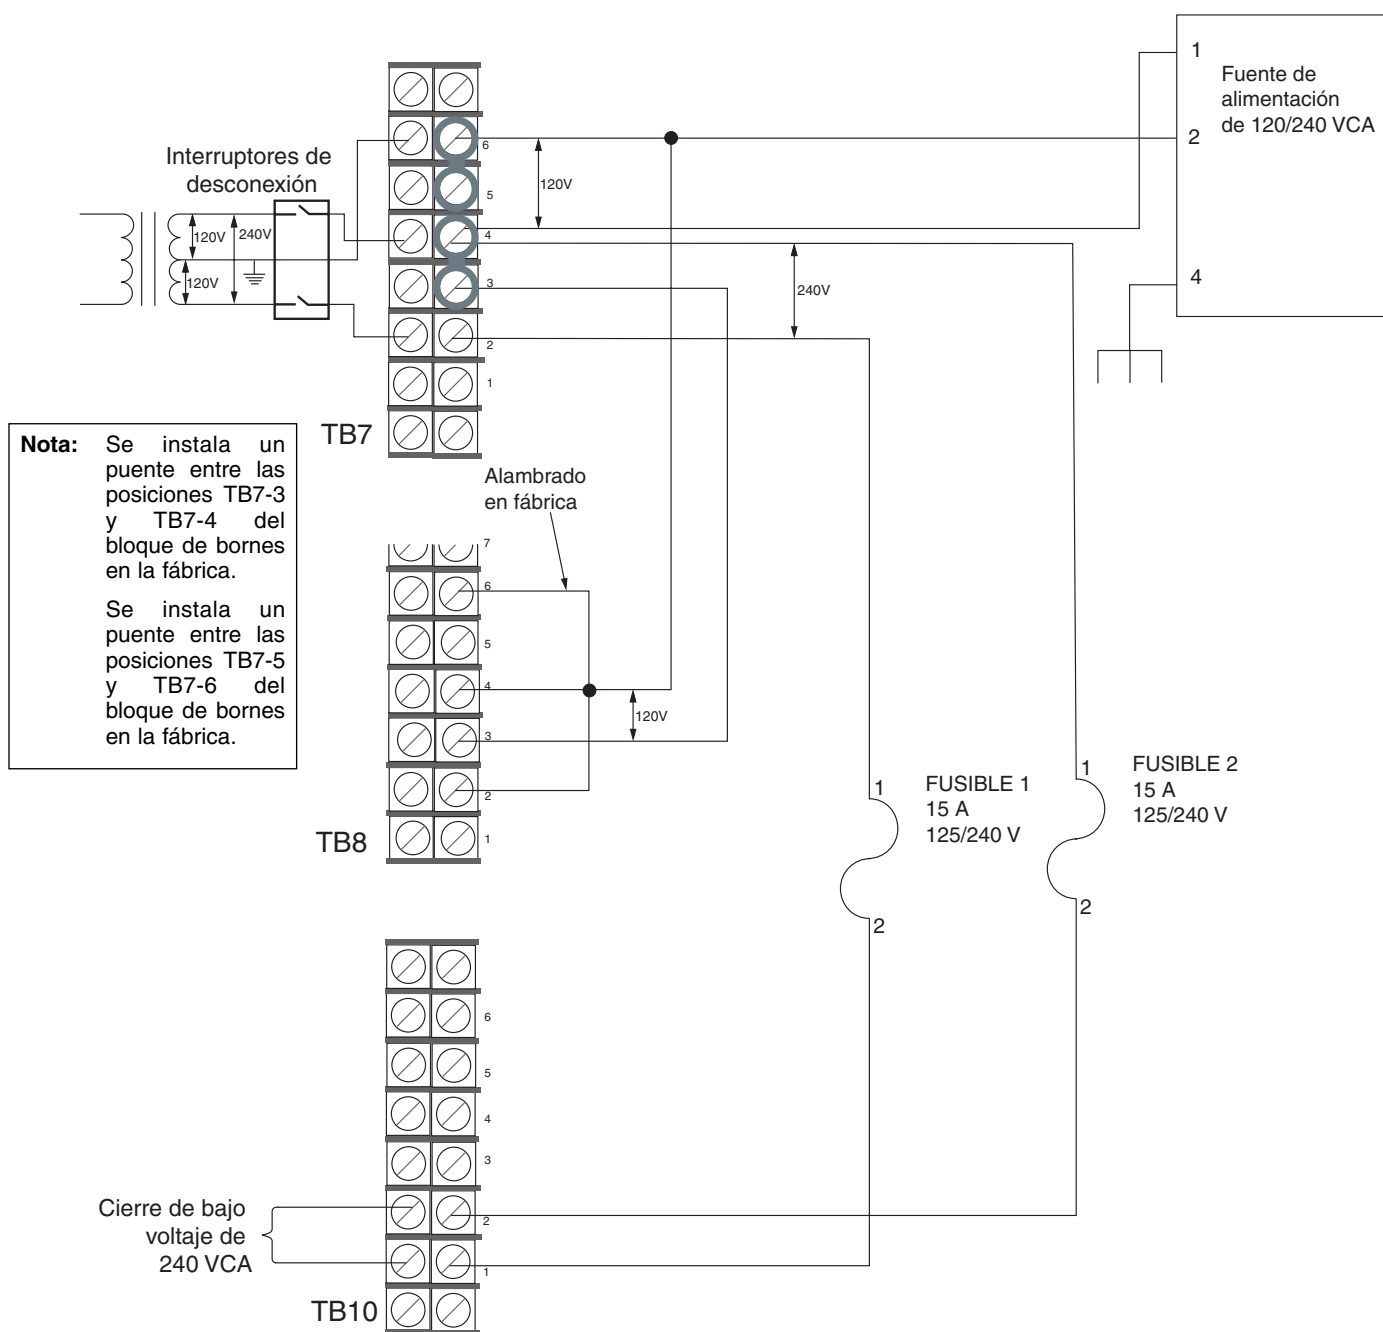 1
Fuente de
alimentación
de 120/240 VCA
2
4
Interruptores de
desconexión
120V
240V
120V
6
5
4
3
2
1
120V
240V
TB7
Nota: Se instala un
puente entre las
posiciones TB7-3
y TB7-4 del
bloque de bornes
en la fábrica.
Se instala un
puente entre las
posiciones TB7-5
y TB7-6 del
bloque de bornes
en la fábrica.
Alambrado
en fábrica
7
6
5
4
3
2
1
120V
TB8
1
FUSIBLE 1
15 A
125/240 V
2
1
FUSIBLE 2
15 A
125/240 V
2
6
5
4
3
2
1
Cierre de bajo
voltaje de
240 VCA
TB10